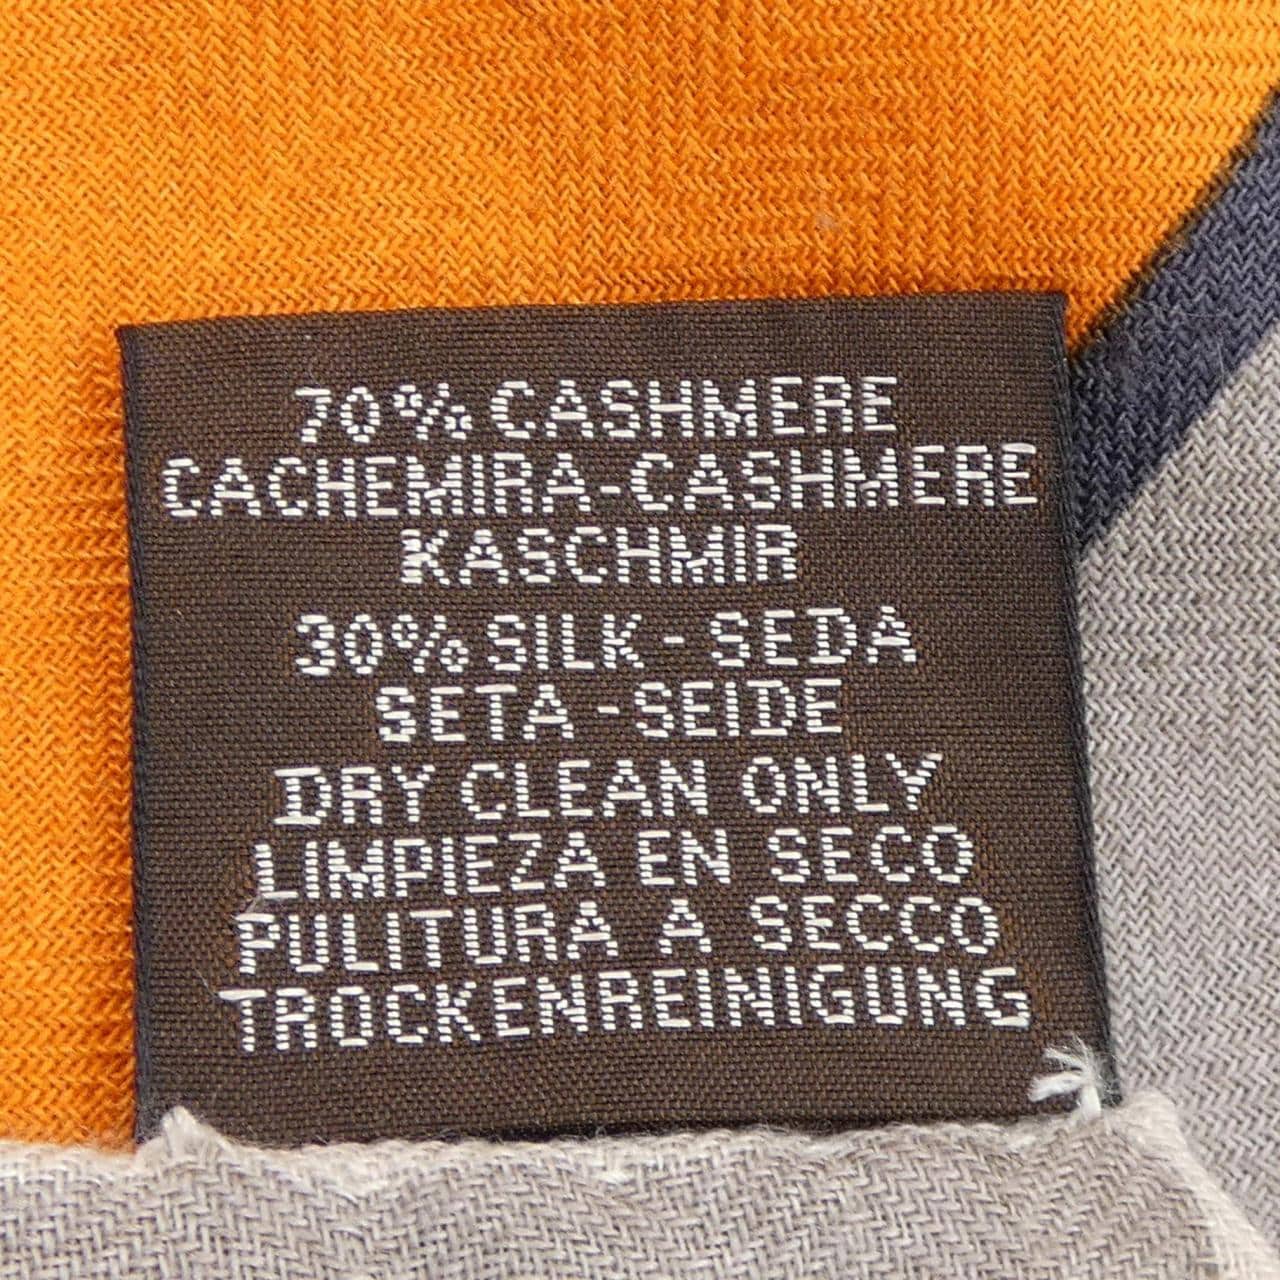 70% CASHMERE
CACHEMIRA-CASHMERE
KASCHMIR
30% SILK - SEDA
SETA - SEIDE
DRY CLEAN ONLY
LIMPIEZA EN SECO
PULITURA A SECCO
TROCKENREINIGUNG